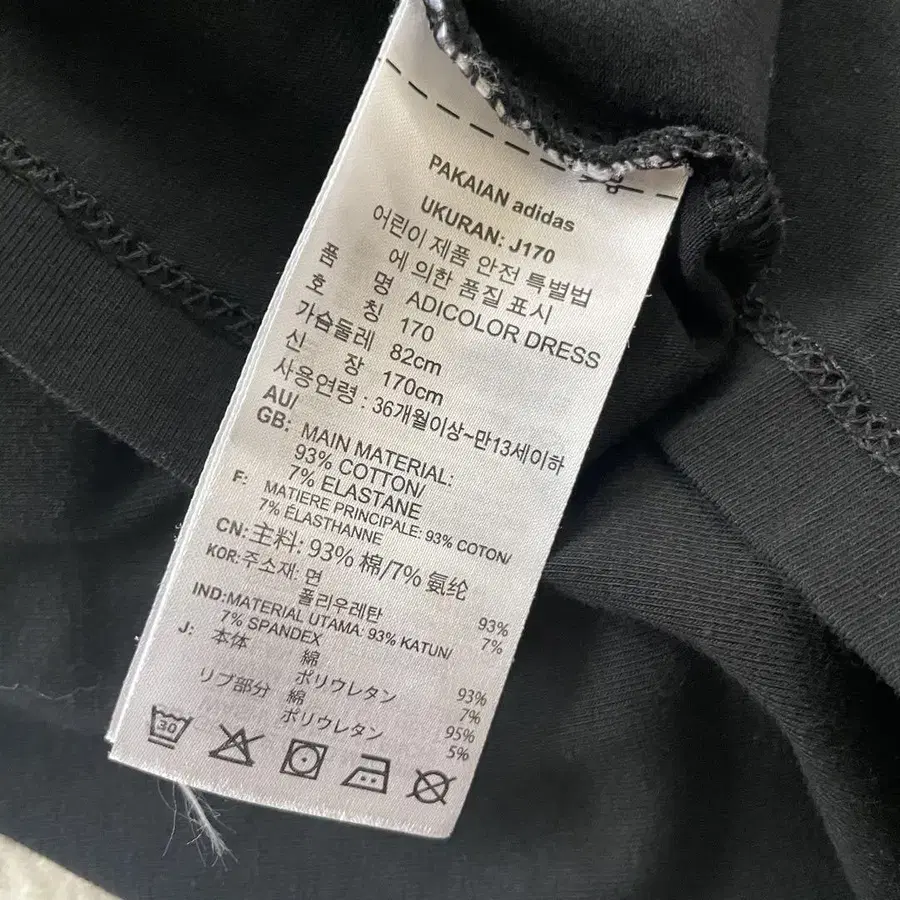 PAKAIAN adidas
UKURAN: J170
어린이 제품 안전 특별법
에 의한 품질 표시
품 명 ADICOLOR DRESS
호 칭 170
가슴둘레 82cm
신 장 170cm
사용연령 : 36개월이상~만13세이하
AU/
GB: MAIN MATERIAL:
93% COTTON/
7% ELASTANE
F: MATIERE PRINCIPALE: 93% COTON/
7% ÉLASTHANNE
CN: 主料: 93% 棉/7% 氨纶
KOR: 주소재: 면 93%
폴리우레탄 7%
IND: MATERIAL UTAMA: 93% KATUN/
7% SPANDEX
J: 本体 綿 93%
ポリウレタン 7%
リブ部分 綿 95%
ポリウレタン 5%
30